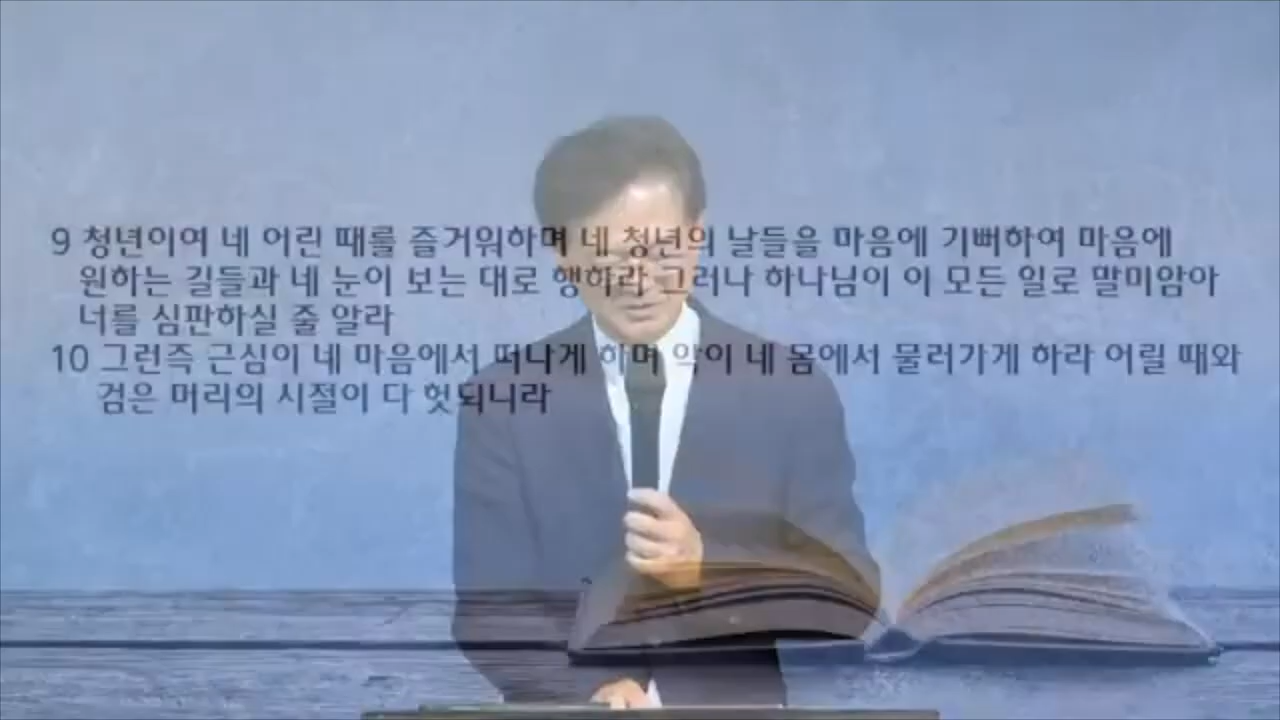 9 청년이여 네 어린 때를 즐거워하며 네 청년의 날들을 마음에 기뻐하여 마음에
원하는 길들과 네 눈이 보는 대로 행하라 그러나 하나님이 이 모든 일로 말미암아
너를 심판하실 줄 알라
10 그런즉 근심이 네 마음에서 떠나게 하며 악이 네 몸에서 물러가게 하라 어릴 때와
검은 머리의 시절이 다 헛되니라